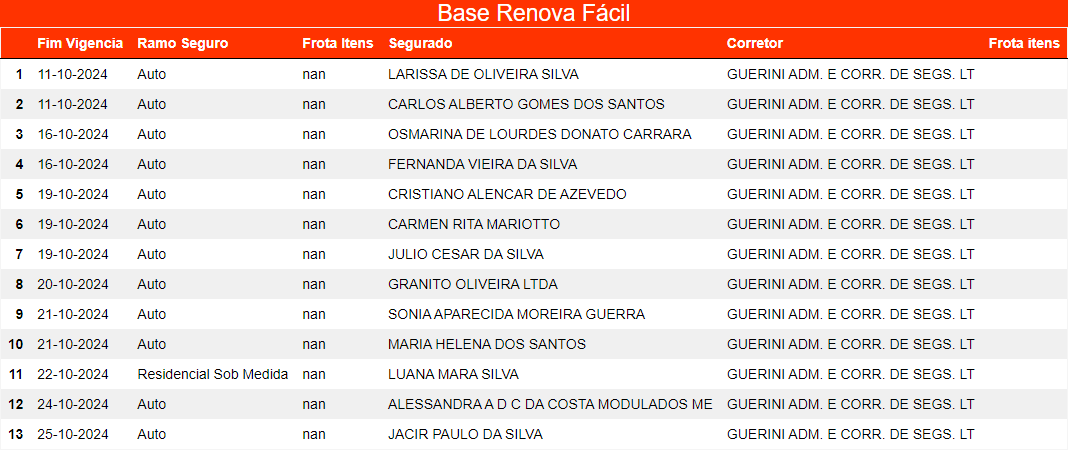 Base Renova Fácil
Fim Vigencia Ramo Seguro Frota Itens Segurado Corretor Frota itens
1 11-10-2024 Auto nan LARISSA DE OLIVEIRA SILVA GUERINI ADM. E CORR. DE SEGS. LT
2 11-10-2024 Auto nan CARLOS ALBERTO GOMES DOS SANTOS GUERINI ADM. E CORR. DE SEGS. LT
3 16-10-2024 Auto nan OSMARINA DE LOURDES DONATO CARRARA GUERINI ADM. E CORR. DE SEGS. LT
4 16-10-2024 Auto nan FERNANDA VIEIRA DA SILVA GUERINI ADM. E CORR. DE SEGS. LT
5 19-10-2024 Auto nan CRISTIANO ALENCAR DE AZEVEDO GUERINI ADM. E CORR. DE SEGS. LT
6 19-10-2024 Auto nan CARMEN RITA MARIOTTO GUERINI ADM. E CORR. DE SEGS. LT
7 19-10-2024 Auto nan JULIO CESAR DA SILVA GUERINI ADM. E CORR. DE SEGS. LT
8 20-10-2024 Auto nan GRANITO OLIVEIRA LTDA GUERINI ADM. E CORR. DE SEGS. LT
9 21-10-2024 Auto nan SONIA APARECIDA MOREIRA GUERRA GUERINI ADM. E CORR. DE SEGS. LT
10 21-10-2024 Auto nan MARIA HELENA DOS SANTOS GUERINI ADM. E CORR. DE SEGS. LT
11 22-10-2024 Residencial Sob Medida nan LUANA MARA SILVA GUERINI ADM. E CORR. DE SEGS. LT
12 24-10-2024 Auto nan ALESSANDRA A D C DA COSTA MODULADOS ME GUERINI ADM. E CORR. DE SEGS. LT
13 25-10-2024 Auto nan JACIR PAULO DA SILVA GUERINI ADM. E CORR. DE SEGS. LT